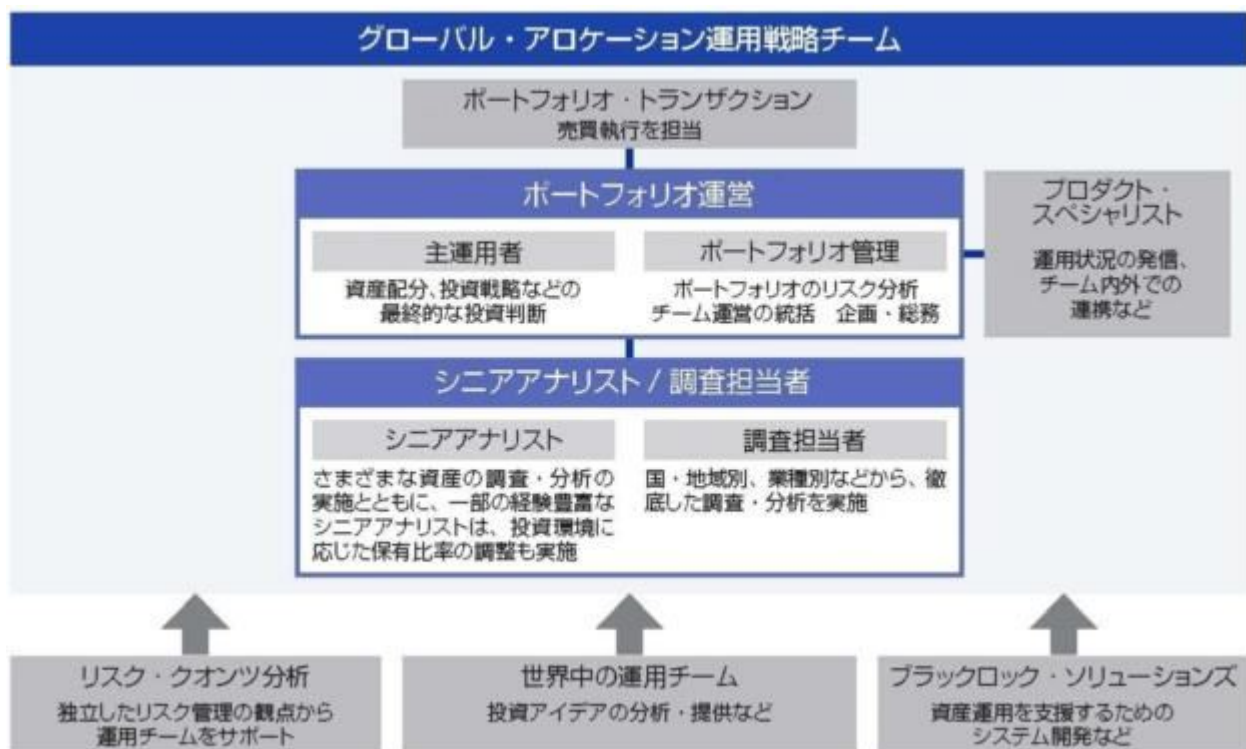 グローバル・アロケーション運用戦略チーム
ポートフォリオ・トランザクション
売買執行を担当
ポートフォリオ運営
主運用者
資産配分、投資戦略などの
最終的な投資判断
ポートフォリオ管理
ポートフォリオのリスク分析
チーム運営の統括　企画・総務
プロダクト・
スペシャリスト
運用状況の発信、
チーム内外での
連携など
シニアアナリスト / 調査担当者
シニアアナリスト
さまざまな資産の調査・分析の
実施とともに、一部の経験豊富な
シニアアナリストは、投資環境に
応じた保有比率の調整も実施
調査担当者
国・地域別、業種別などから、徹
底した調査・分析を実施
リスク・クオンツ分析
独立したリスク管理の観点から
運用チームをサポート
世界中の運用チーム
投資アイデアの分析・提供など
ブラックロック・ソリューションズ
資産運用を支援するための
システム開発など